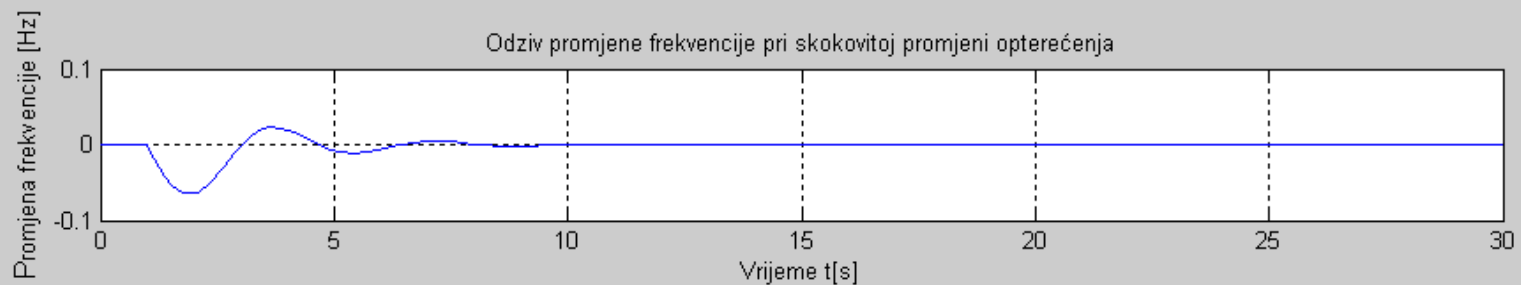 Odziv promjene frekvencije pri skokovitoj promjeni opterećenja
Promjena frekvencije [Hz]
0.1
0
-0.1
0 5 10 15 20 25 30
Vrijeme t[s]